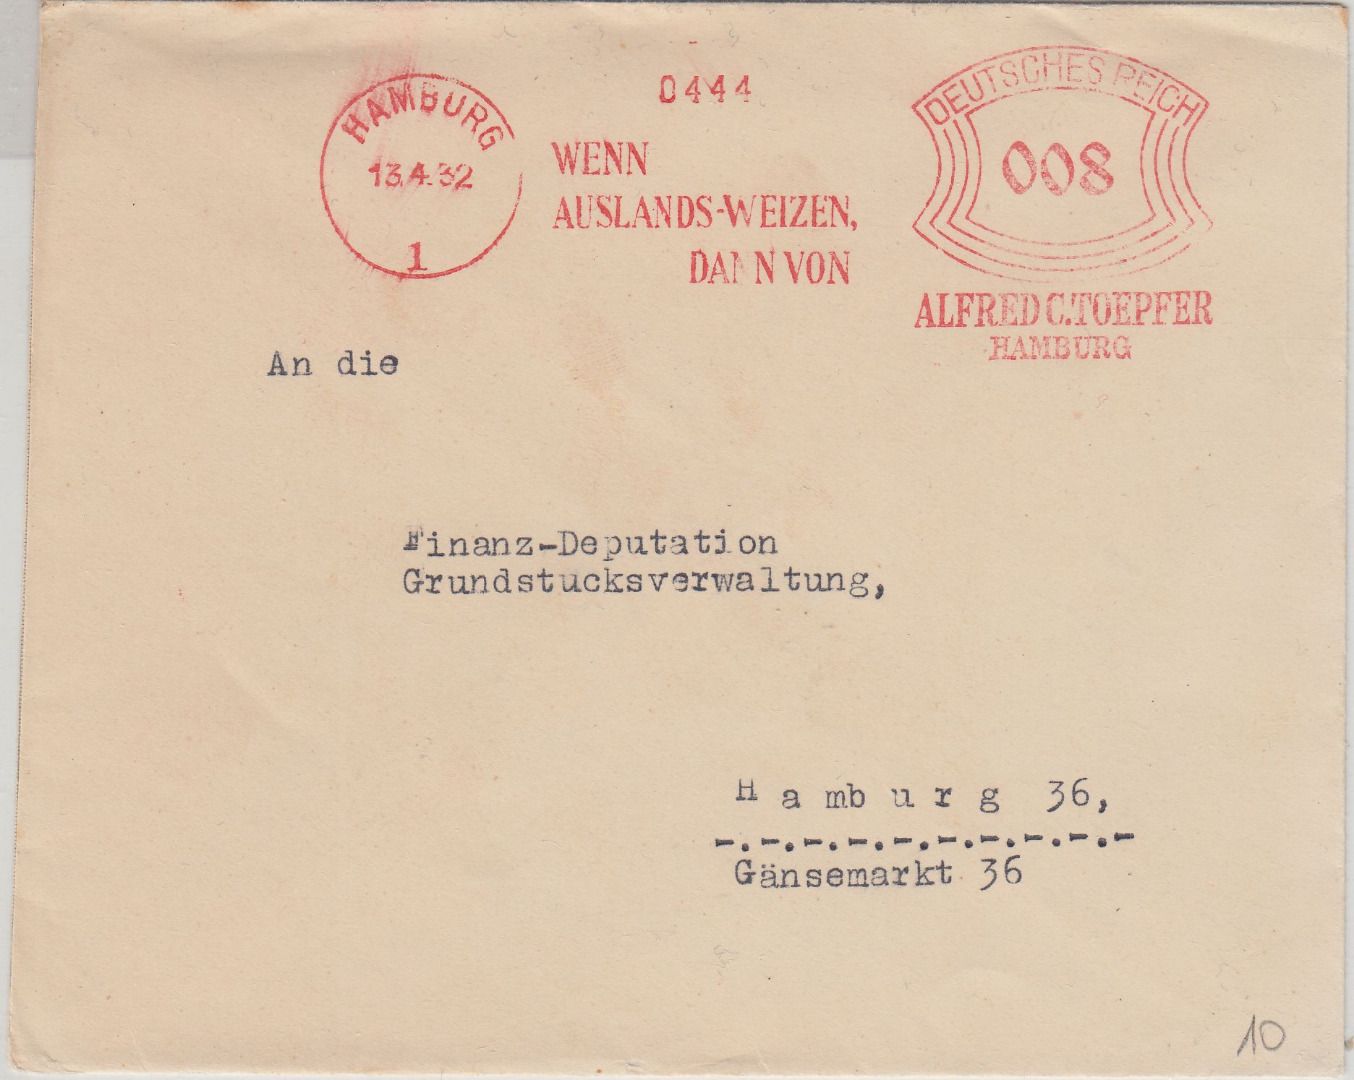 HAMBURG
13.4.32
1
0444
WENN
AUSLANDS-WEIZEN,
DANN VON
DEUTSCHES REICH
008
ALFRED C. TOEPFER
HAMBURG
An die
Finanz-Deputation
Grundstucksverwaltung,
H a mb u r g 36,
-.-.-.-.-.-.-.-.-.-
Gänsemarkt 36
10